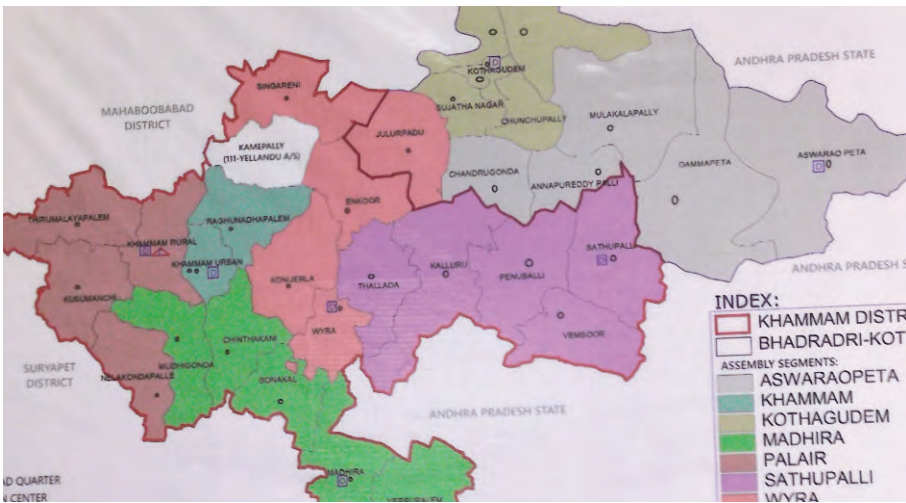 ANDHRA PRADESH STATE
KOTHAGUDEM
SINGARENI
SUJATHA NAGAR
MAHABOOBABAD
DISTRICT
CHUNCHUPALLY
MULAKALAPALLY
JULURPADU
KAMEPALLY
(111-YELLANDU A/S)
ASWARAO PETA
DAMMAPETA
CHANDRUGONDA
ANNAPUREDDY PALLI
ENKOOR
THIRUMALAYAPALEM
RAGHUNADHAPALEM
KHAMMAM RURAL
SATHUPALLI
KHAMMAM URBAN
ANDHRA PRADESH S
KALLURU
PENUBALLI
KONIJERLA
THALLADA
KUSUMANCHI
INDEX:
KHAMMAM DISTR
WYRA
VEMSOOR
BHADRADRI-KOT
CHINTHAKANI
MUDHIGONDA
ASSEMBLY SEGMENTS:
SURYAPET
DISTRICT
NELAKONDAPALLE
ASWARAOPETA
KHAMMAM
BONAKAL
ANDHRA PRADESH STATE
KOTHAGUDEM
MADHIRA
PALAIR
MADHIRA
AD QUARTER
SATHUPALLI
N CENTER
YERRUPALEM
WYRA